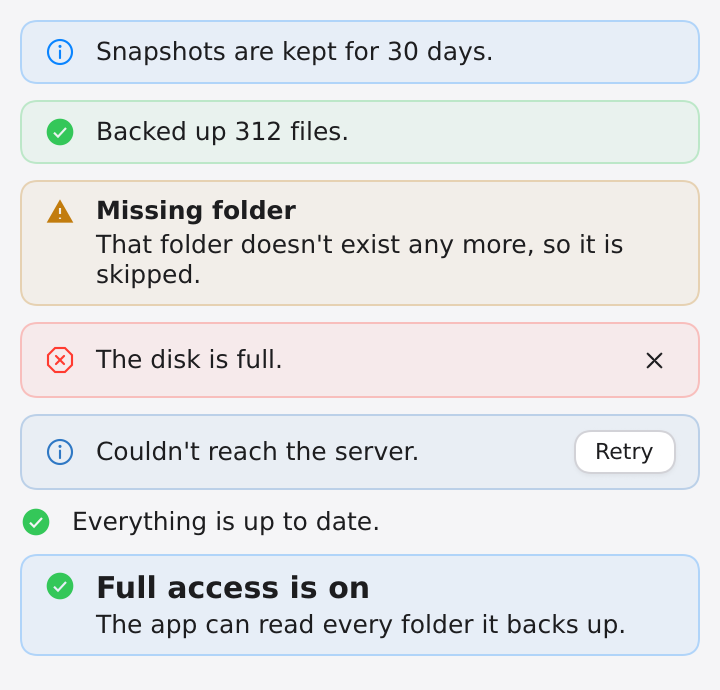 Snapshots are kept for 30 days.
Backed up 312 files.
Missing folder
That folder doesn't exist any more, so it is
skipped.
The disk is full.
Couldn't reach the server.
Retry
Everything is up to date.
Full access is on
The app can read every folder it backs up.